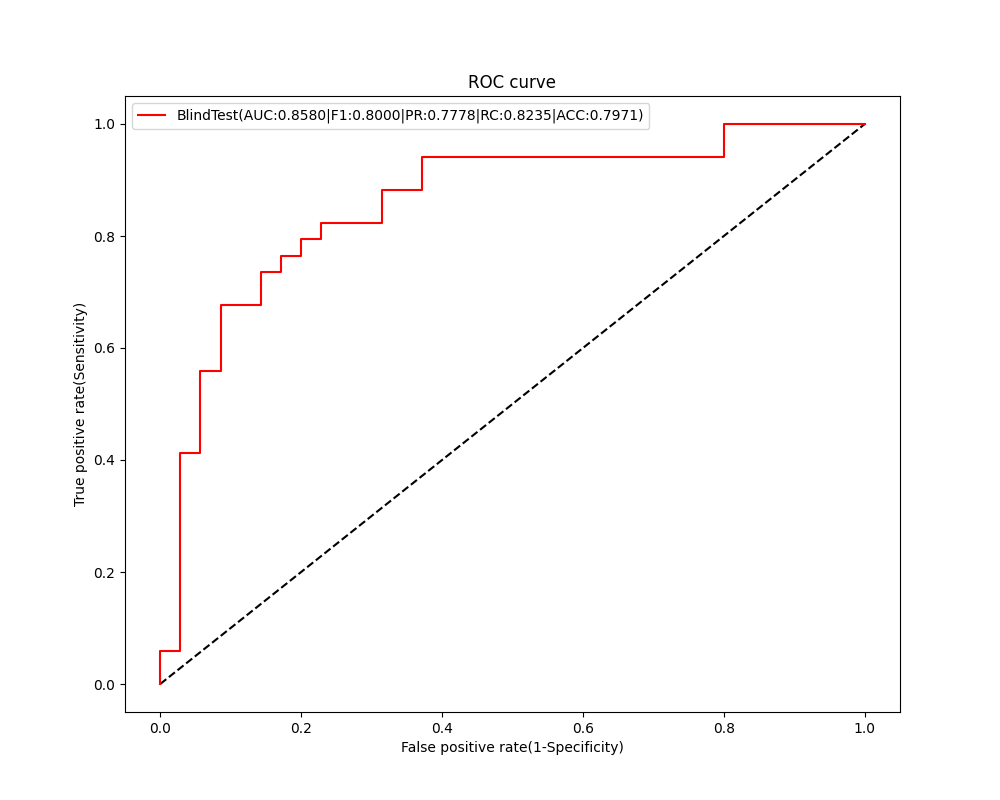 ROC curve
BlindTest(AUC:0.8580|F1:0.8000|PR:0.7778|RC:0.8235|ACC:0.7971)
1.0
0.8
0.6
0.4
0.2
0.0
True positive rate(Sensitivity)
0.0 0.2 0.4 0.6 0.8 1.0
False positive rate(1-Specificity)